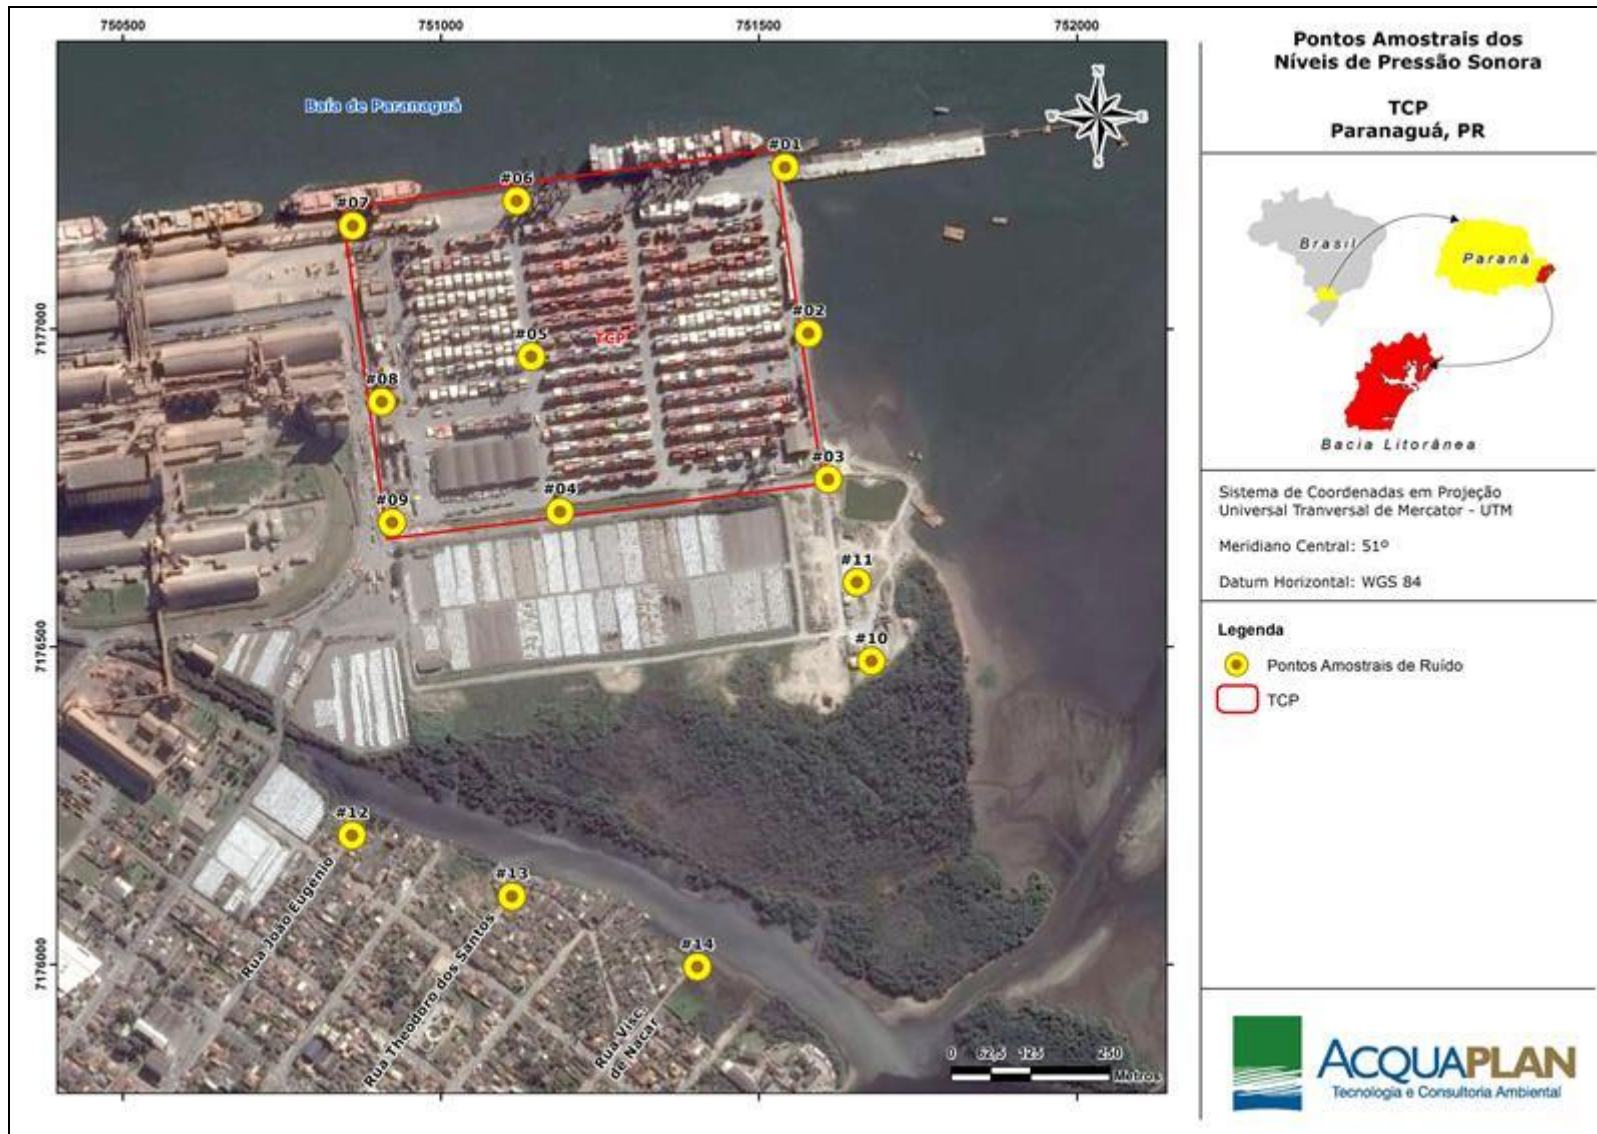 750500
751000
751500
752000
7177000
7176500
7176000
Baía de Paranaguá
N
E
S
#01
#06
#07
#02
TCP
#05
#08
#03
#04
#09
#11
#10
#12
#13
#14
Rua João Eugênio
Rua Theodoro dos Santos
Rua Visc.
de Nacar
0 62,5 125 250
Metros
Pontos Amostrais dos
Níveis de Pressão Sonora
TCP
Paranaguá, PR
Brasil
Paraná
Bacia Litorânea
Sistema de Coordenadas em Projeção
Universal Tranversal de Mercator - UTM
Meridiano Central: 51º
Datum Horizontal: WGS 84
Legenda
Pontos Amostrais de Ruído
TCP
ACQUAPLAN
Tecnologia e Consultoria Ambiental